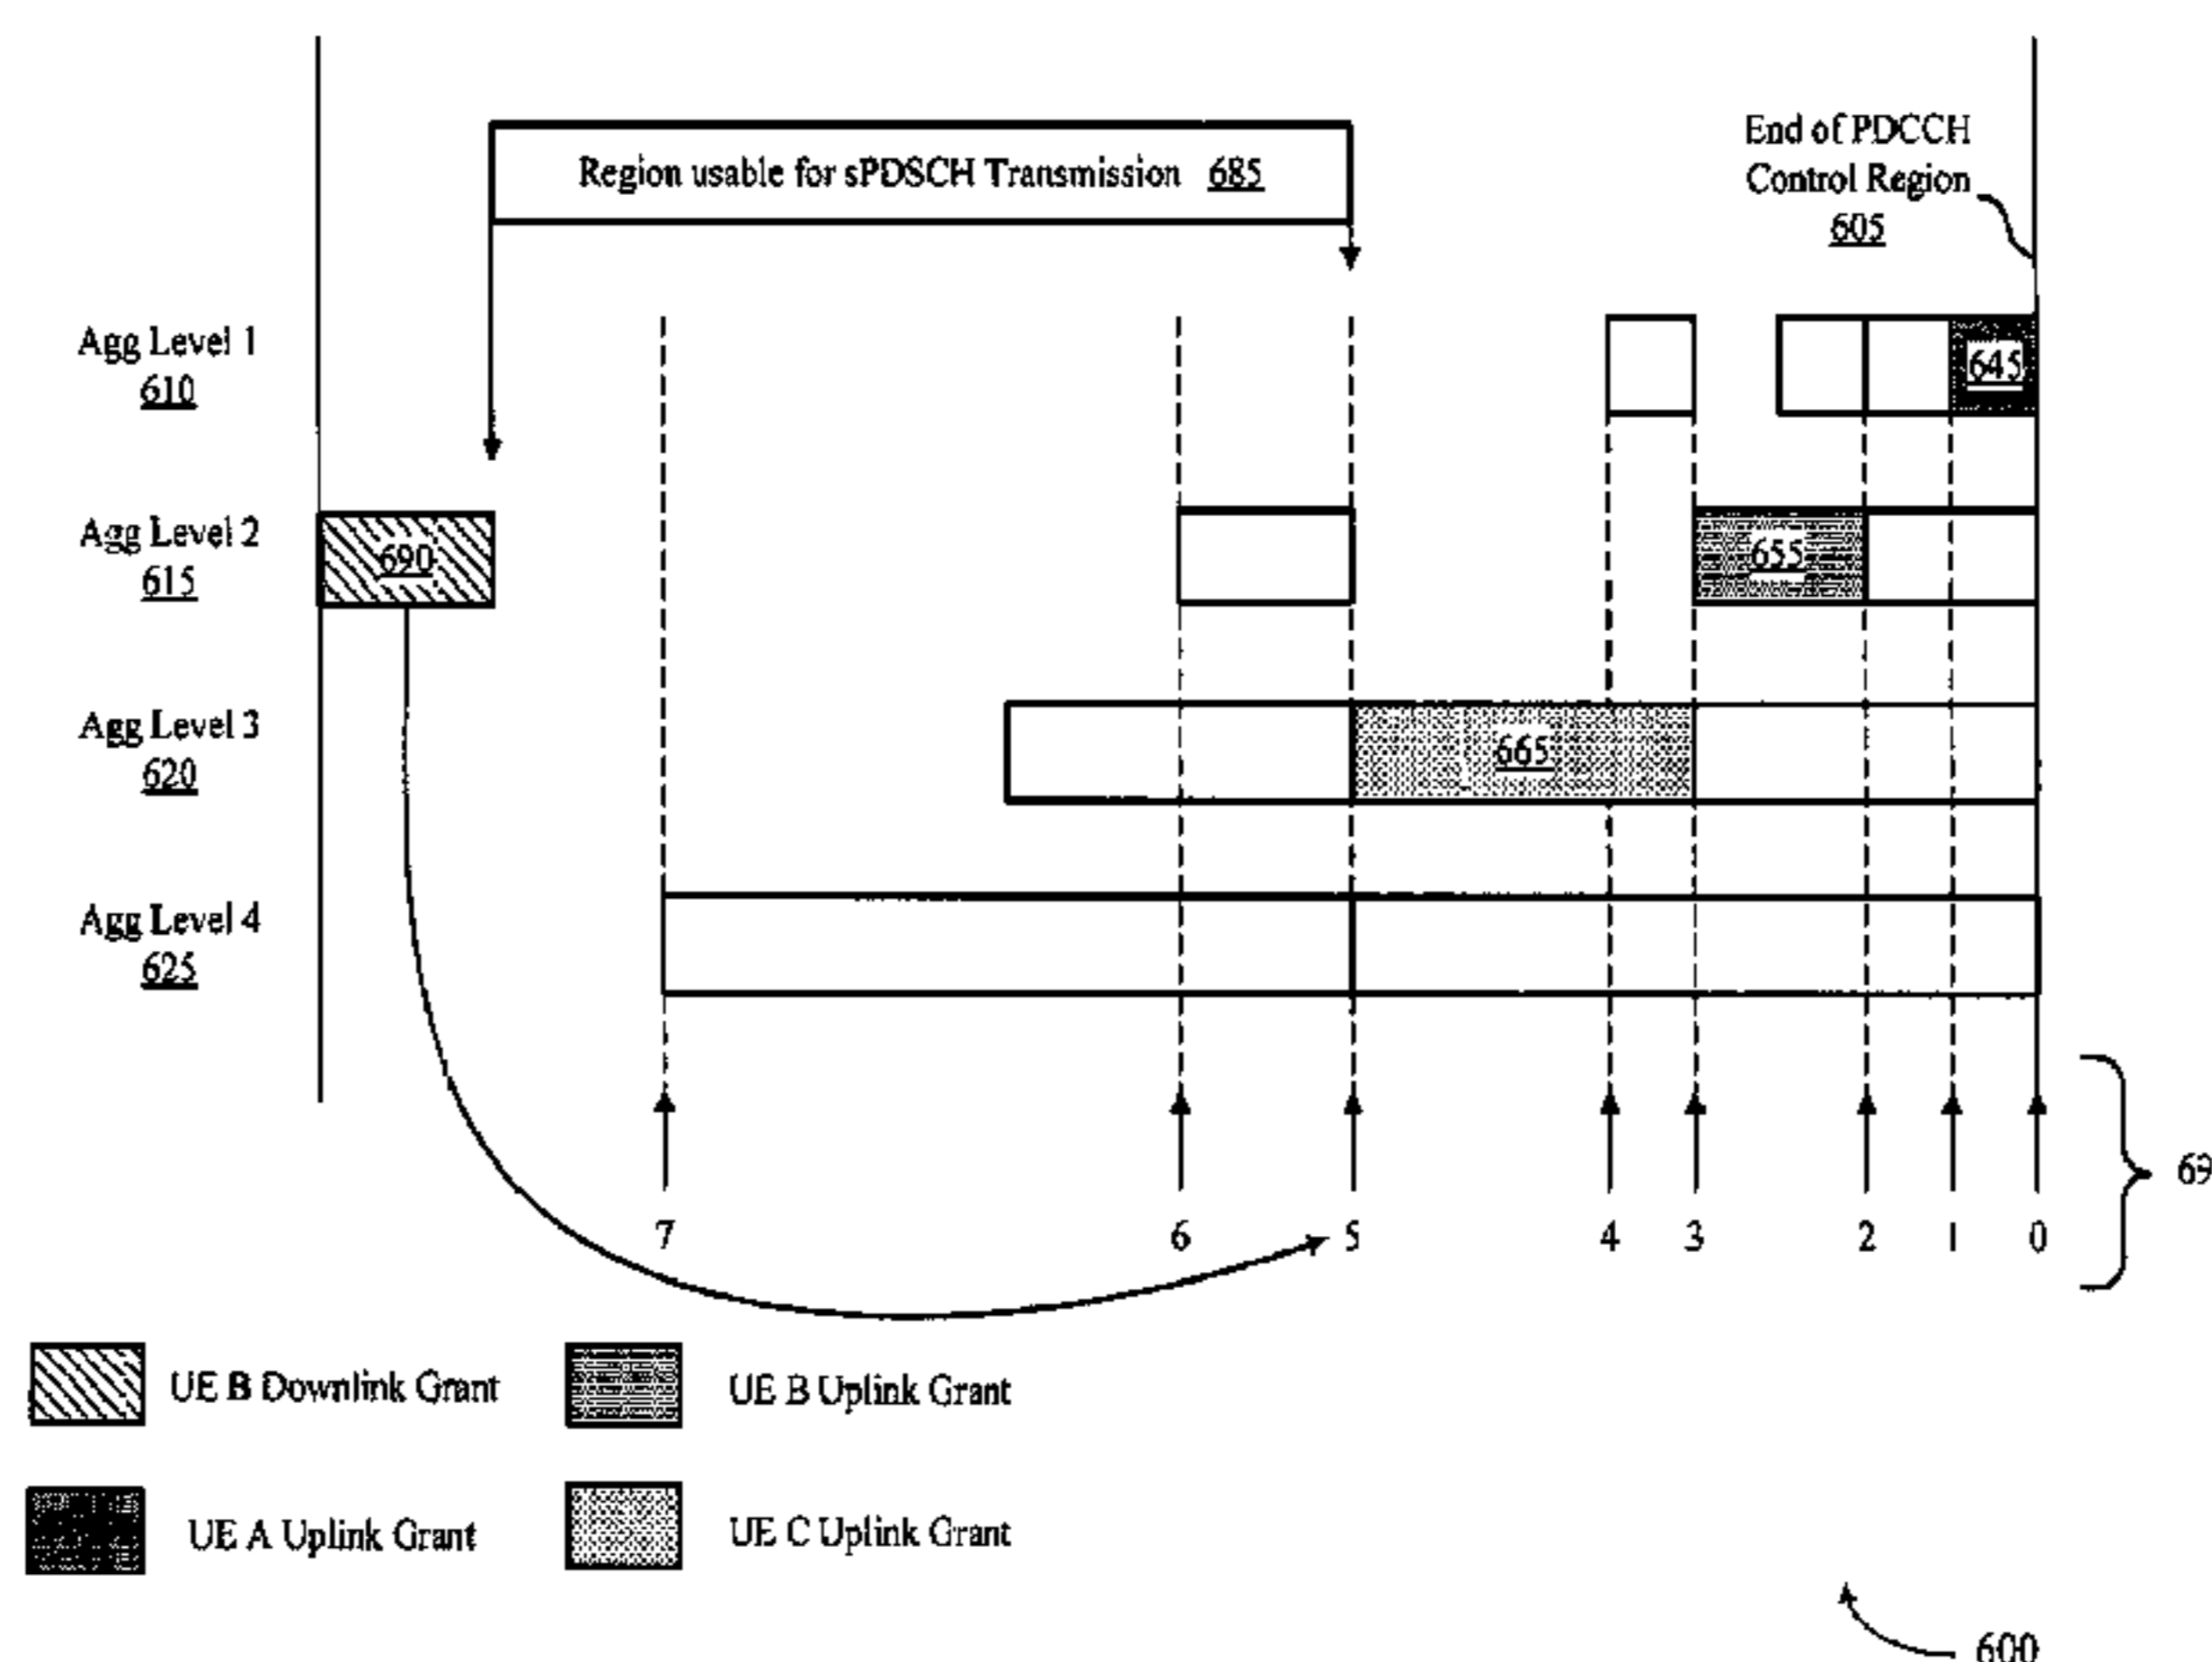 Region usable for sPDSCH Transmission 685
End of PDCCH
Control Region
605
Agg Level 1
610
645
Agg Level 2
615
690
655
Agg Level 3
620
665
Agg Level 4
625
7 6 5 4 3 2 1 0
69
UE B Downlink Grant
UE B Uplink Grant
UE A Uplink Grant
UE C Uplink Grant
600